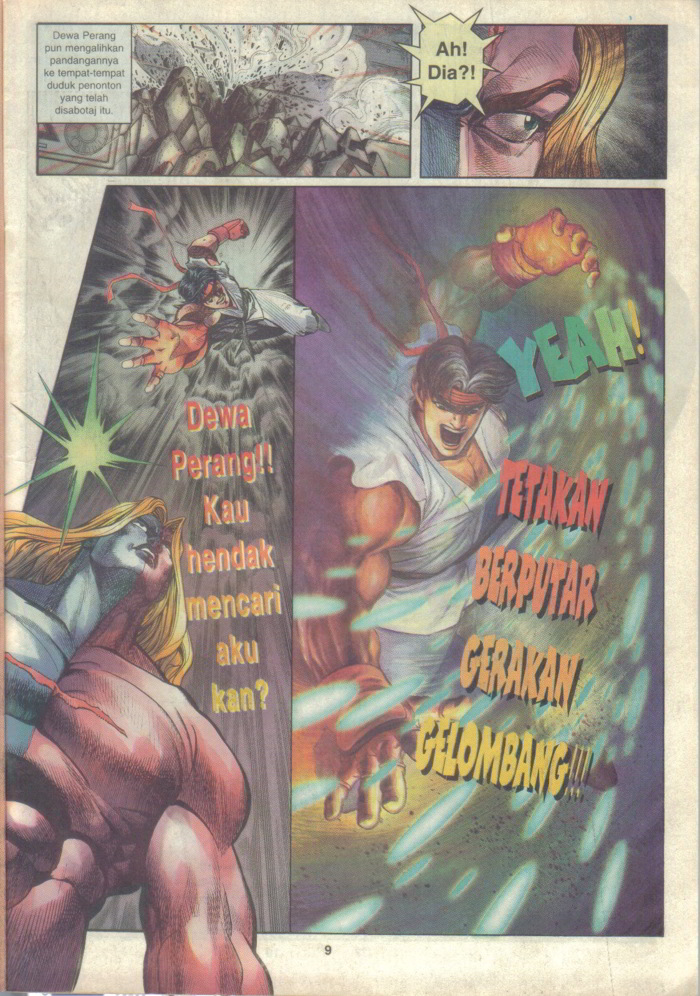 Dewa Perang
pun mengalihkan
pandangannya
ke tempat-tempat
duduk penonton
yang telah
disabotaj itu.
Ah!
Dia?!
Dewa
Perang!!
Kau
hendak
mencari
aku
kan?
YEAH!
TETAKAN
BERPUTAR
GERAKAN
GELOMBANG!!!
9